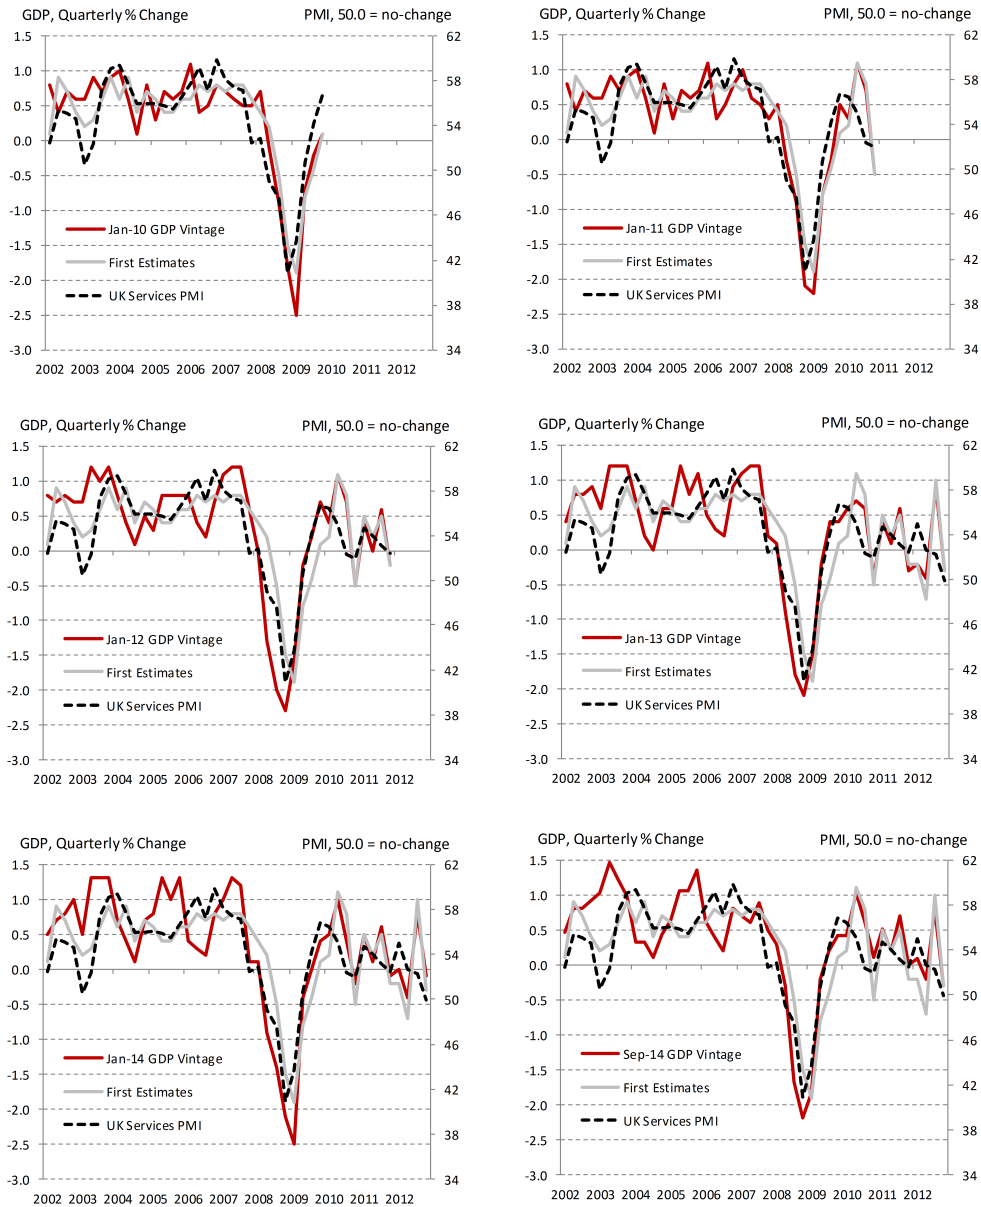 GDP, Quarterly % Change PMI, 50.0 = no-change
1.5 62
1.0 58
0.5 54
0.0
-0.5 50
-1.0 46
-1.5 42
-2.0
-2.5 38
-3.0 34
Jan-10 GDP Vintage
First Estimates
UK Services PMI
2002 2003 2004 2005 2006 2007 2008 2009 2010 2011 2012
GDP, Quarterly % Change PMI, 50.0 = no-change
1.5 62
1.0 58
0.5 54
0.0
-0.5 50
-1.0 46
-1.5 42
-2.0
-2.5 38
-3.0 34
Jan-11 GDP Vintage
First Estimates
UK Services PMI
2002 2003 2004 2005 2006 2007 2008 2009 2010 2011 2012
GDP, Quarterly % Change PMI, 50.0 = no-change
1.5 62
1.0 58
0.5 54
0.0
-0.5 50
-1.0 46
-1.5 42
-2.0
-2.5 38
-3.0 34
Jan-12 GDP Vintage
First Estimates
UK Services PMI
2002 2003 2004 2005 2006 2007 2008 2009 2010 2011 2012
GDP, Quarterly % Change PMI, 50.0 = no-change
1.5 62
1.0 58
0.5 54
0.0
-0.5 50
-1.0 46
-1.5 42
-2.0
-2.5 38
-3.0 34
Jan-13 GDP Vintage
First Estimates
UK Services PMI
2002 2003 2004 2005 2006 2007 2008 2009 2010 2011 2012
GDP, Quarterly % Change PMI, 50.0 = no-change
1.5 62
1.0 58
0.5 54
0.0
-0.5 50
-1.0 46
-1.5 42
-2.0
-2.5 38
-3.0 34
Jan-14 GDP Vintage
First Estimates
UK Services PMI
2002 2003 2004 2005 2006 2007 2008 2009 2010 2011 2012
GDP, Quarterly % Change PMI, 50.0 = no-change
1.5 62
1.0 58
0.5 54
0.0
-0.5 50
-1.0 46
-1.5 42
-2.0
-2.5 38
-3.0 34
Sep-14 GDP Vintage
First Estimates
UK Services PMI
2002 2003 2004 2005 2006 2007 2008 2009 2010 2011 2012